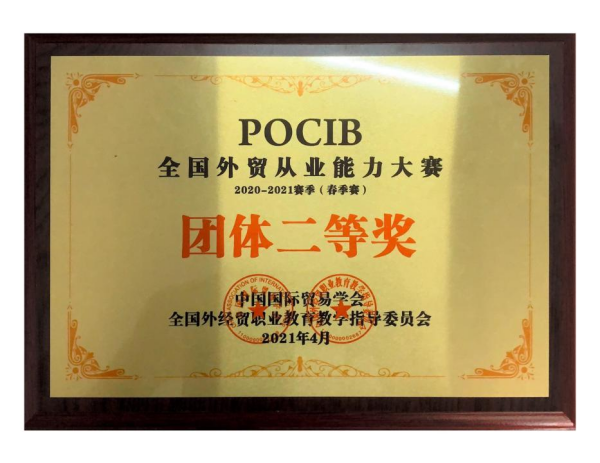 POCIB
全国外贸从业能力大赛
2020-2021赛季(春季赛)
团体二等奖
中国国际贸易学会
全国外经贸职业教育教学指导委员会
2021年4月